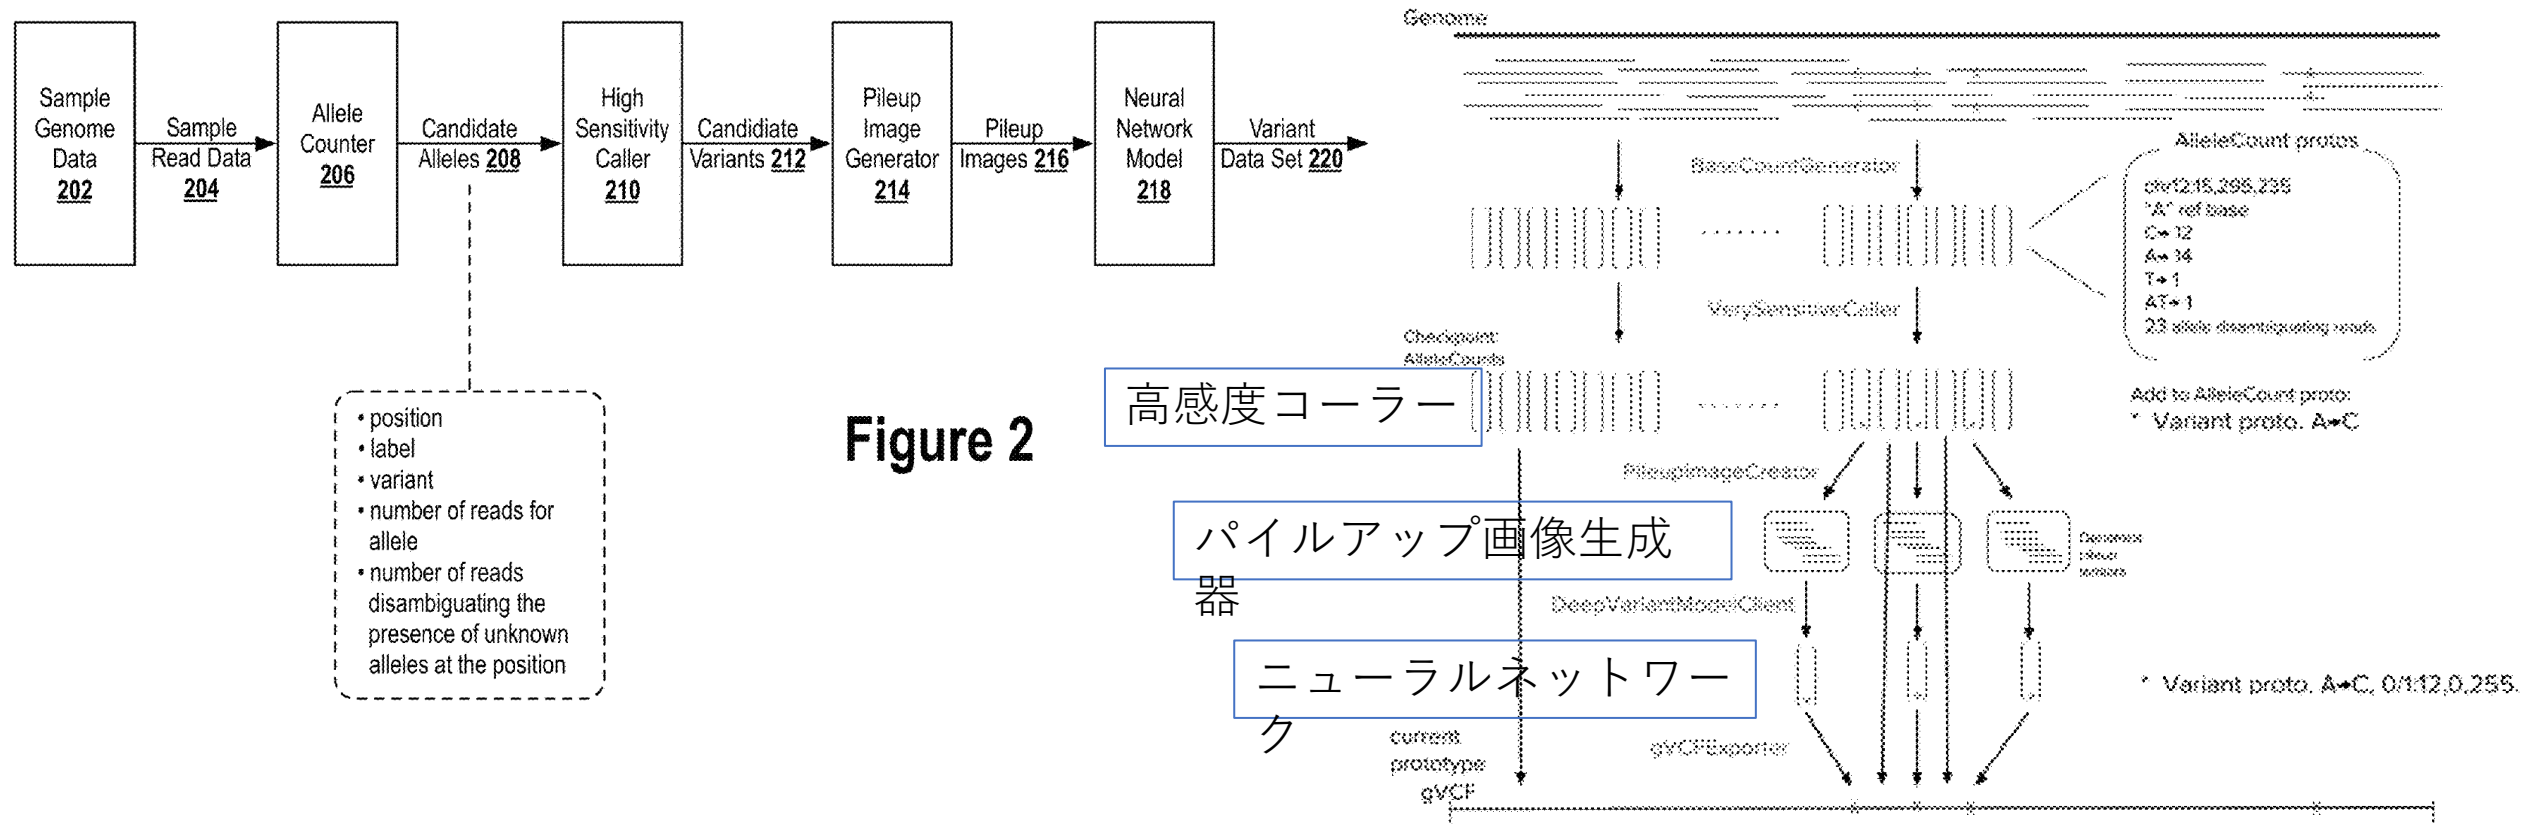 Sample
Genome
Data
202
Sample
Read Data
204
Allele
Counter
206
Candidate
Alleles 208
High
Sensitivity
Caller
210
Candidiate
Variants 212
Pileup
Image
Generator
214
Pileup
Images 216
Neural
Network
Model
218
Variant
Data Set 220
• position
• label
• variant
• number of reads for
allele
• number of reads
disambiguating the
presence of unknown
alleles at the position
Figure 2
Genome
BaseCountGenerator
AlleleCount protos
chr12:15,295,235
"A" ref base
C→12
A→14
T→1
AT→1
23 allele disambiguating reads
VerySensitiveCaller
Checkpoint:
AlleleCounts
高感度コーラー
Add to AlleleCount proto:
* Variant proto. A→C
PileupImageCreator
パイルアップ画像生成
器
DeepVariantModelClient
ニューラルネットワー
ク
* Variant proto. A→C, 0/1:12,0,255.
gVCFExporter
current
prototype
gVCF